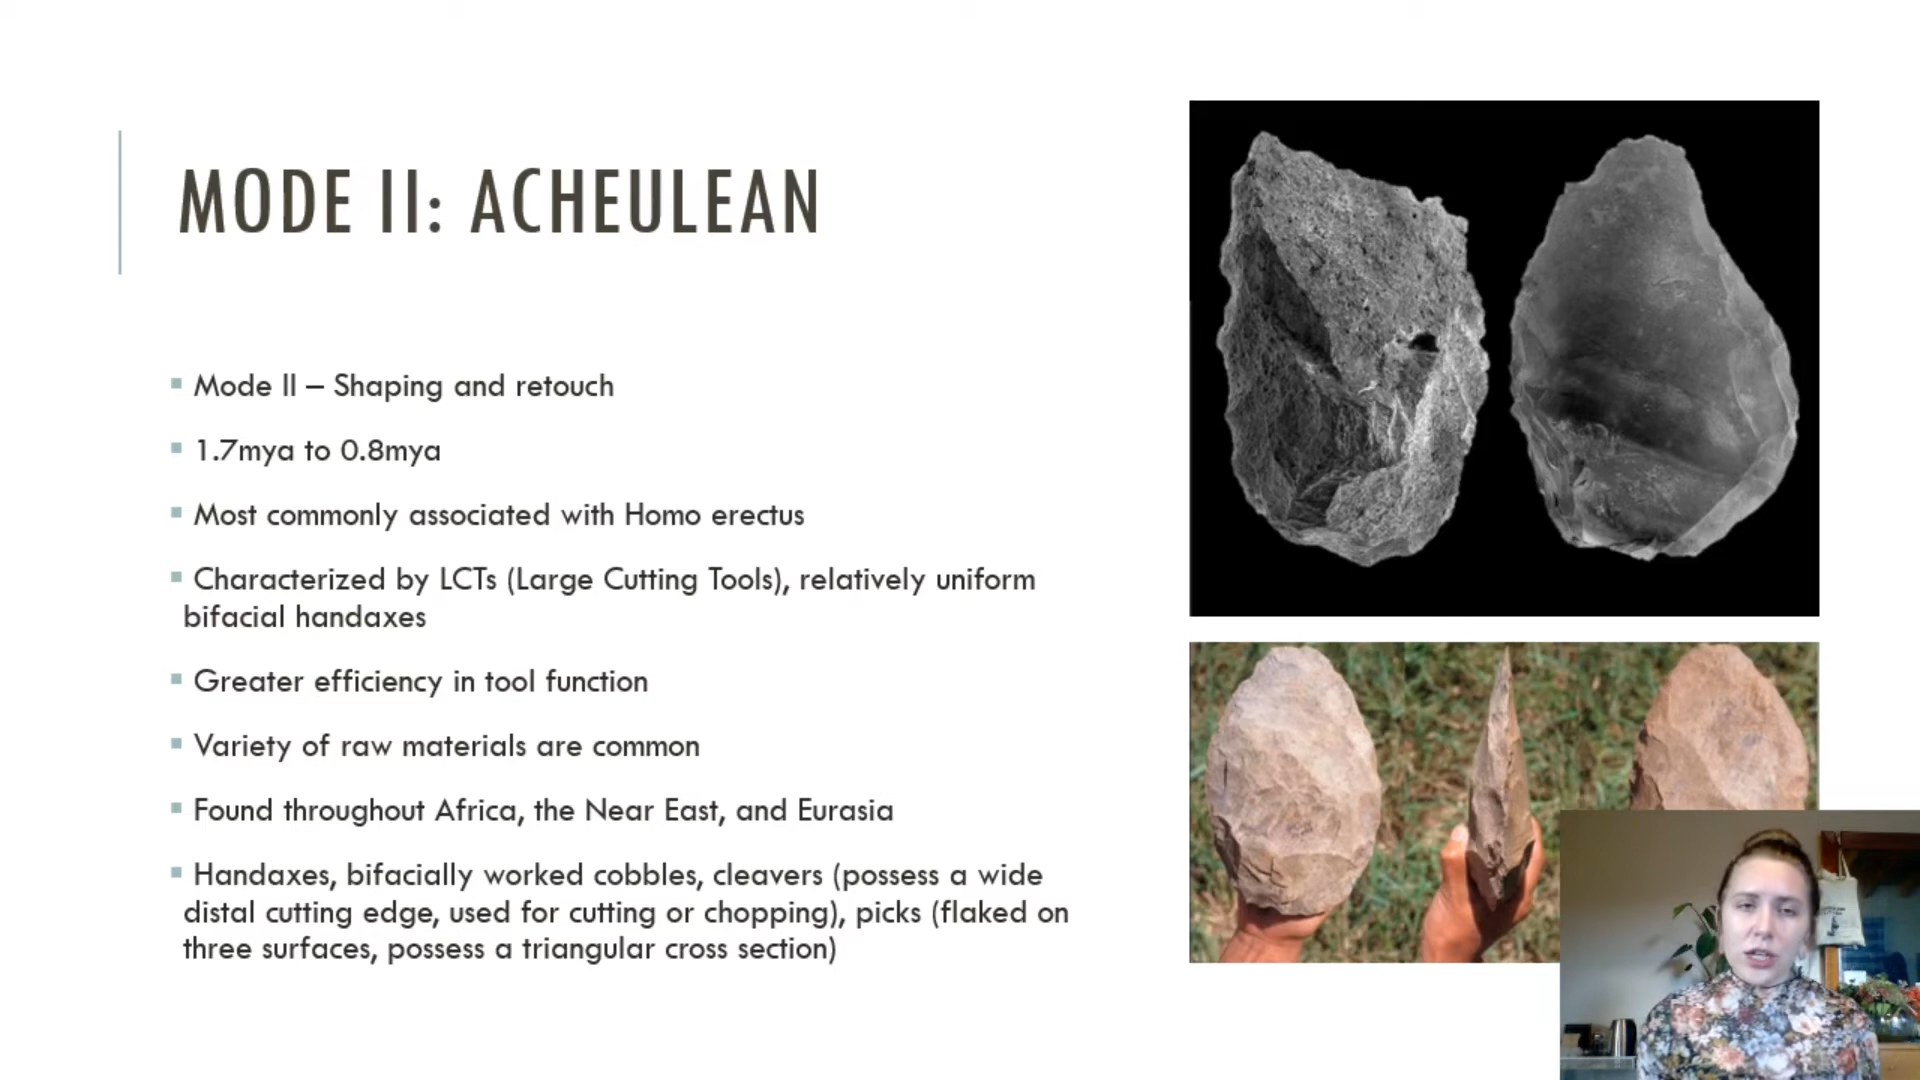 MODE II: ACHEULEAN
▪ Mode II – Shaping and retouch
▪ 1.7mya to 0.8mya
▪ Most commonly associated with Homo erectus
▪ Characterized by LCTs (Large Cutting Tools), relatively uniform
bifacial handaxes
▪ Greater efficiency in tool function
▪ Variety of raw materials are common
▪ Found throughout Africa, the Near East, and Eurasia
▪ Handaxes, bifacially worked cobbles, cleavers (possess a wide
distal cutting edge, used for cutting or chopping), picks (flaked on
three surfaces, possess a triangular cross section)